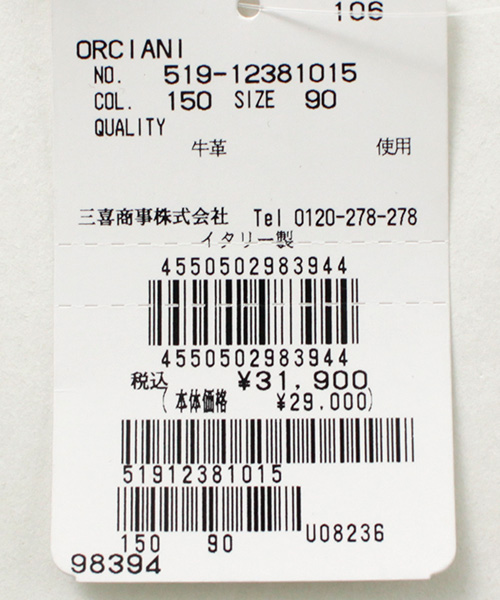 106
ORCIANI
NO. 519-12381015
COL. 150 SIZE 90
QUALITY
牛革 使用
三喜商事株式会社 Tel 0120-278-278
イタリー製
4550502983944
4550502983944
税込 ¥31,900
(本体価格 ¥29,000)
51912381015
150 90 U08236
98394